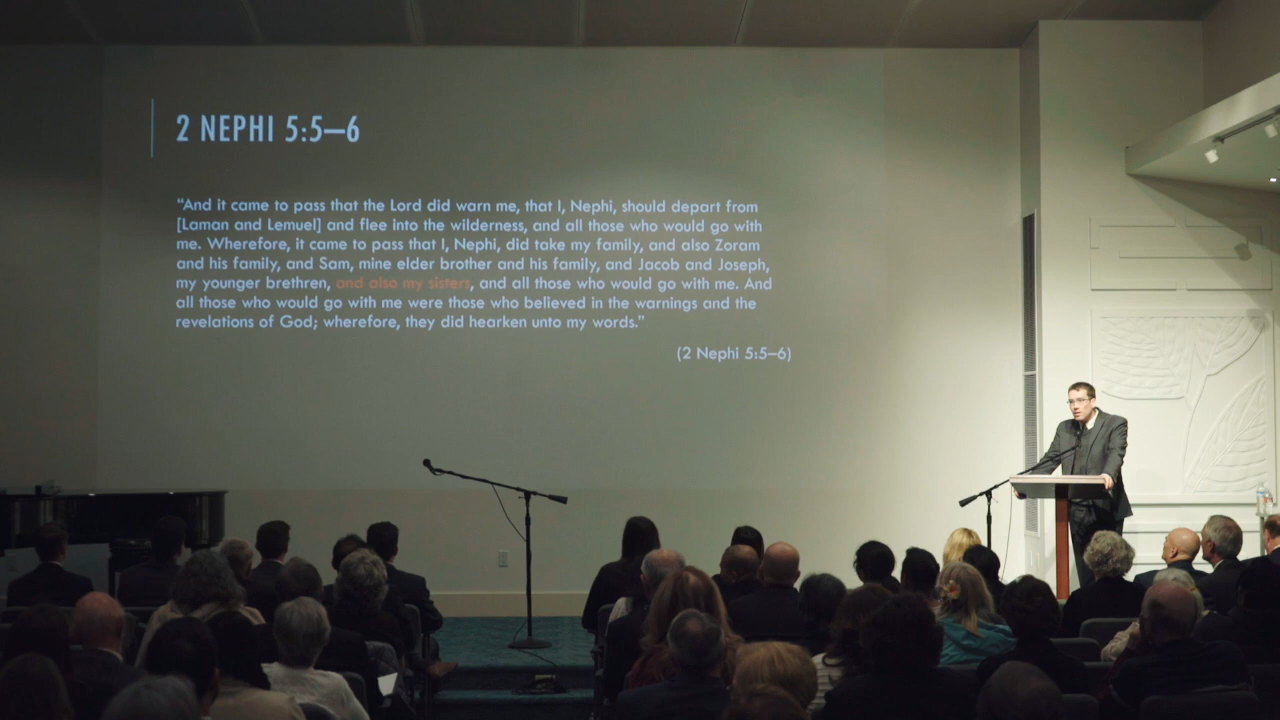 2 NEPHI 5:5—6
“And it came to pass that the Lord did warn me, that I, Nephi, should depart from
[Laman and Lemuel] and flee into the wilderness, and all those who would go with
me. Wherefore, it came to pass that I, Nephi, did take my family, and also Zoram
and his family, and Sam, mine elder brother and his family, and Jacob and Joseph,
my younger brethren, and also my sisters, and all those who would go with me. And
all those who would go with me were those who believed in the warnings and the
revelations of God; wherefore, they did hearken unto my words.”
(2 Nephi 5:5—6)